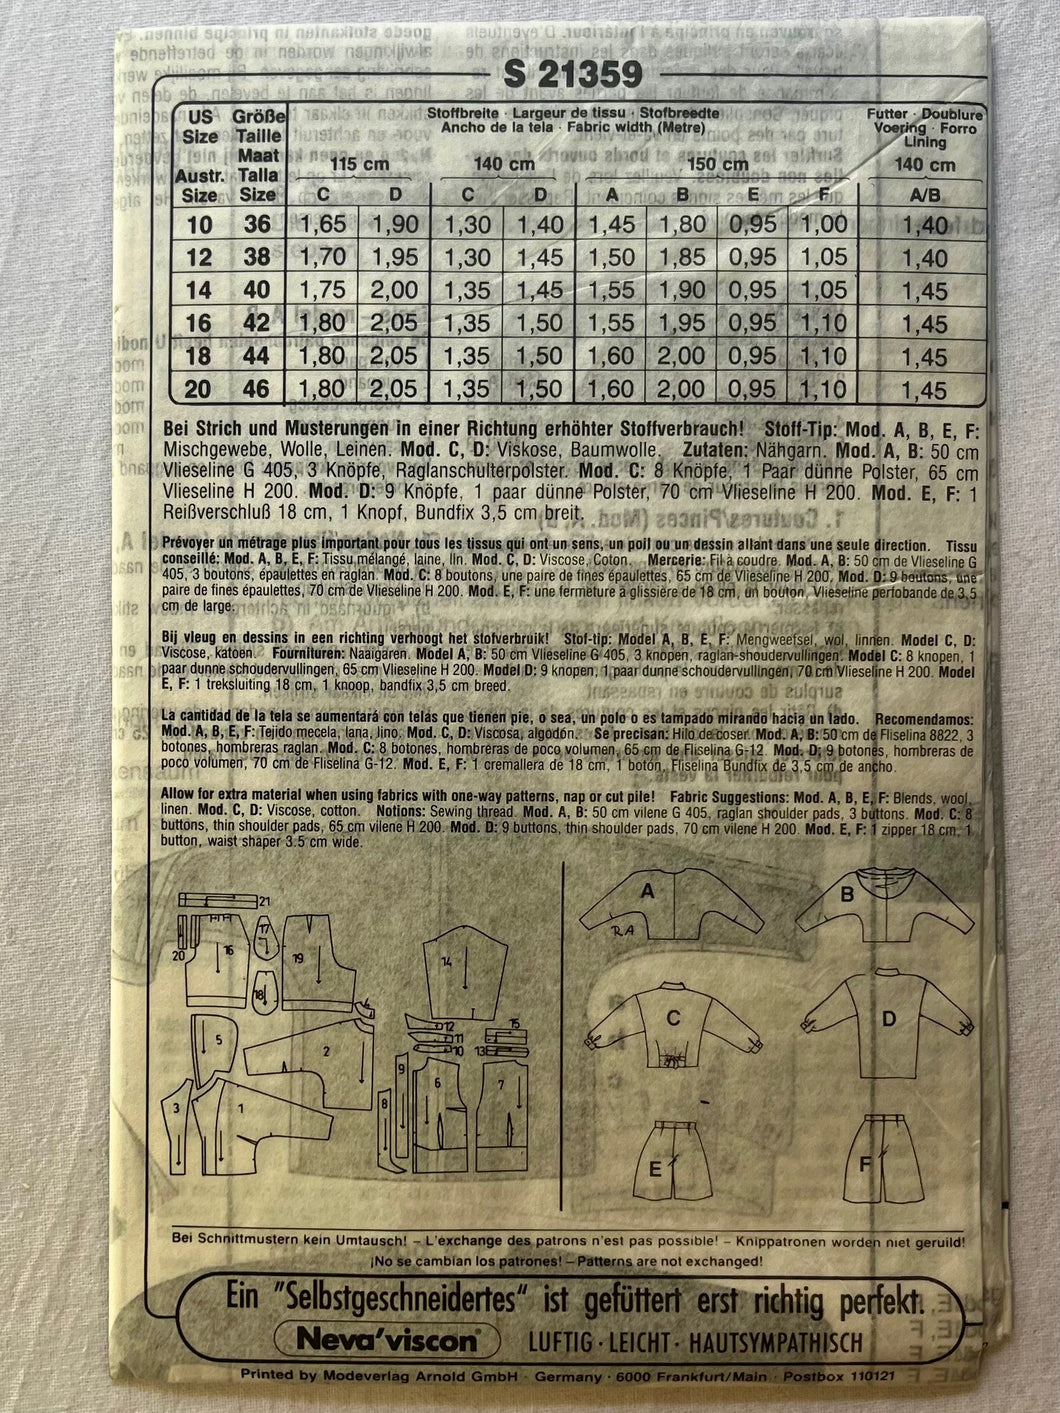 S 21359
US Size Größe Taille Stoffbreite · Largeur de tissu · Stofbreedte Futter · Doublure
Austr. Size Maat Talla Size Ancho de la tela · Fabric width (Metre) Voering · Forro Lining
115 cm 140 cm 150 cm 140 cm
C D C D A B E F A/B
10 36 1,65 1,90 1,30 1,40 1,45 1,80 0,95 1,00 1,40
12 38 1,70 1,95 1,30 1,45 1,50 1,85 0,95 1,05 1,40
14 40 1,75 2,00 1,35 1,45 1,55 1,90 0,95 1,05 1,45
16 42 1,80 2,05 1,35 1,50 1,55 1,95 0,95 1,10 1,45
18 44 1,80 2,05 1,35 1,50 1,60 2,00 0,95 1,10 1,45
20 46 1,80 2,05 1,35 1,50 1,60 2,00 0,95 1,10 1,45
Bei Strich und Musterungen in einer Richtung erhöhter Stoffverbrauch! Stoff-Tip: Mod. A, B, E, F:
Mischgewebe, Wolle, Leinen. Mod. C, D: Viskose, Baumwolle. Zutaten: Nähgarn. Mod. A, B: 50 cm
Vlieseline G 405, 3 Knöpfe, Raglanschulterpolster. Mod. C: 8 Knöpfe, 1 Paar dünne Polster, 65 cm
Vlieseline H 200. Mod. D: 9 Knöpfe, 1 paar dünne Polster, 70 cm Vlieseline H 200. Mod. E, F: 1
Reißverschluß 18 cm, 1 Knopf, Bundfix 3,5 cm breit.
Prévoyer un métrage plus important pour tous les tissus qui ont un sens, un poil ou un dessin allant dans une seule direction. Tissu
conseillé: Mod. A, B, E, F: Tissu mélangé, laine, lin. Mod. C, D: Viscose, Coton. Mercerie: Fil à coudre. Mod. A, B: 50 cm de Vlieseline G
405, 3 boutons, épaulettes en raglan. Mod. C: 8 boutons, une paire de fines épaulettes, 65 cm de Vlieseline H 200. Mod. D: 9 boutons, une
paire de fines épaulettes, 70 cm de Vlieseline H 200. Mod. E, F: une fermeture à glissière de 18 cm, un bouton, Vlieseline perfobande de 3,5
cm de large.
Bij vleug en dessins in een richting verhoogt het stofverbruik! Stof-tip: Model A, B, E, F: Mengweefsel, wol, linnen. Model C, D:
Viscose, katoen. Fournituren: Naaigaren. Model A, B: 50 cm Vlieseline G 405, 3 knopen, raglan-shoudervullingen. Model C: 8 knopen, 1
paar dunne schoudervullingen, 65 cm Vlieseline H 200. Model D: 9 knopen, 1 paar dunne schoudervullingen, 70 cm Vlieseline H 200. Model
E, F: 1 treksluiting 18 cm, 1 knoop, bandfix 3,5 cm breed.
La cantidad de la tela se aumentará con telas que tienen pie, o sea, un polo o es tampado mirando hacia un lado. Recomendamos:
Mod. A, B, E, F: Tejido mecela, lana, lino. Mod. C, D: Viscosa, algodón. Se precisan: Hilo de coser. Mod. A, B: 50 cm de Fliselina 8822, 3
botones, hombreras raglan. Mod. C: 8 botones, hombreras de poco volumen, 65 cm de Fliselina G-12. Mod. D: 9 botones, hombreras de
poco volumen, 70 cm de Fliselina G-12. Mod. E, F: 1 cremallera de 18 cm, 1 botón, Fliselina Bundfix de 3,5 cm de ancho.
Allow for extra material when using fabrics with one-way patterns, nap or cut pile! Fabric Suggestions: Mod. A, B, E, F: Blends, wool,
linen. Mod. C, D: Viscose, cotton. Notions: Sewing thread. Mod. A, B: 50 cm vilene G 405, raglan shoulder pads, 3 buttons. Mod. C: 8
buttons, thin shoulder pads, 65 cm vilene H 200. Mod. D: 9 buttons, thin shoulder pads, 70 cm vilene H 200. Mod. E, F: 1 zipper 18 cm, 1
button, waist shaper 3.5 cm wide.
21
20 16 17 18 19 4 14
5 2 12 11 10 15 13
3 1 8 9 6 7
A B
RA
C D
E F
Bei Schnittmustern kein Umtausch! – L'exchange des patrons n'est pas possible! – Knippatronen worden niet geruild!
¡No se cambian los patrones! – Patterns are not exchanged!
Ein "Selbstgeschneidertes" ist gefüttert erst richtig perfekt.
Neva'viscon® LUFTIG · LEICHT · HAUTSYMPATHISCH
Printed by Modeverlag Arnold GmbH · Germany · 6000 Frankfurt/Main · Postbox 110121